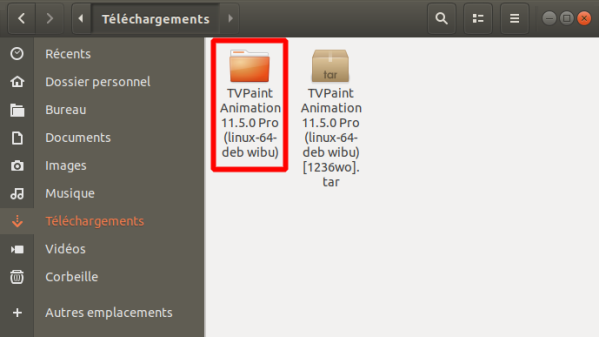 Téléchargements
Récents
Dossier personnel
Bureau
Documents
Images
Musique
Téléchargements
Vidéos
Corbeille
Autres emplacements
TVPaint
Animation
11.5.0 Pro
(linux-64-
deb wibu)
tar
TVPaint
Animation
11.5.0 Pro
(linux-64-
deb wibu)
[1236wo].
tar